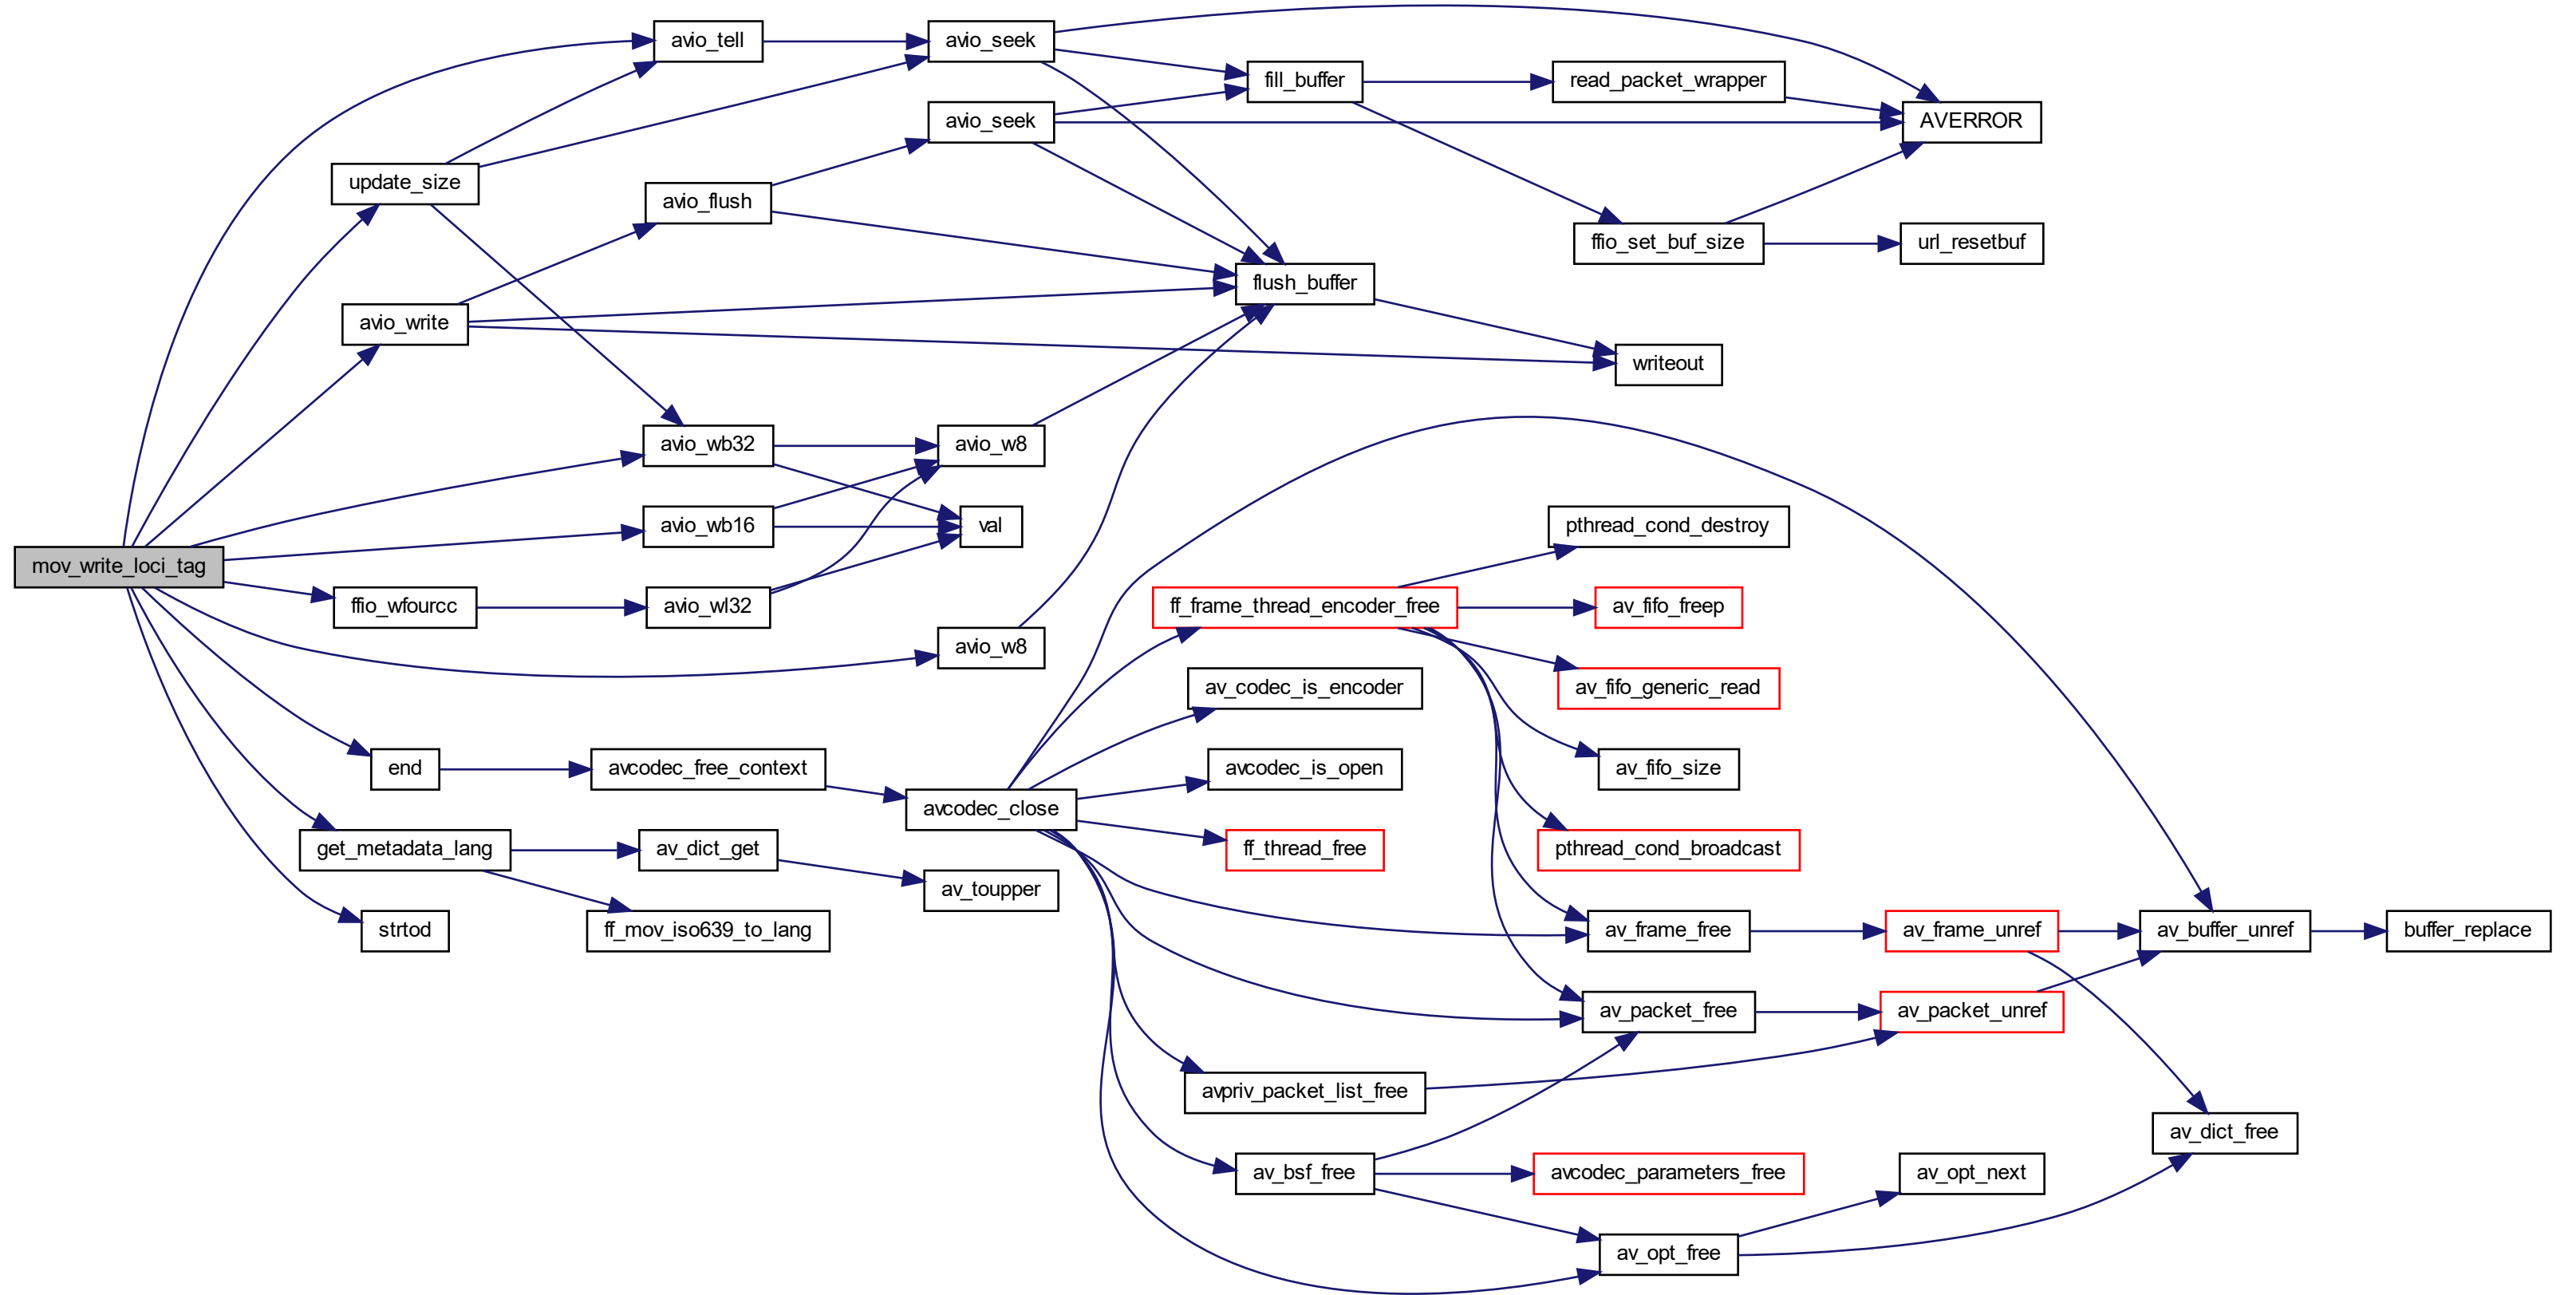 mov_write_loci_tag
avio_tell
update_size
avio_write
avio_flush
avio_wb32
avio_wb16
ffio_wfourcc
avio_wl32
end
avcodec_free_context
get_metadata_lang
av_dict_get
strtod
ff_mov_iso639_to_lang
avio_seek
avio_seek
avio_w8
val
avio_w8
avcodec_close
av_toupper
fill_buffer
flush_buffer
read_packet_wrapper
AVERROR
ffio_set_buf_size
url_resetbuf
writeout
ff_frame_thread_encoder_free
av_codec_is_encoder
avcodec_is_open
ff_thread_free
avpriv_packet_list_free
av_bsf_free
pthread_cond_destroy
av_fifo_freep
av_fifo_generic_read
av_fifo_size
pthread_cond_broadcast
av_frame_free
av_packet_free
avcodec_parameters_free
av_opt_free
av_frame_unref
av_packet_unref
av_opt_next
av_buffer_unref
av_dict_free
buffer_replace